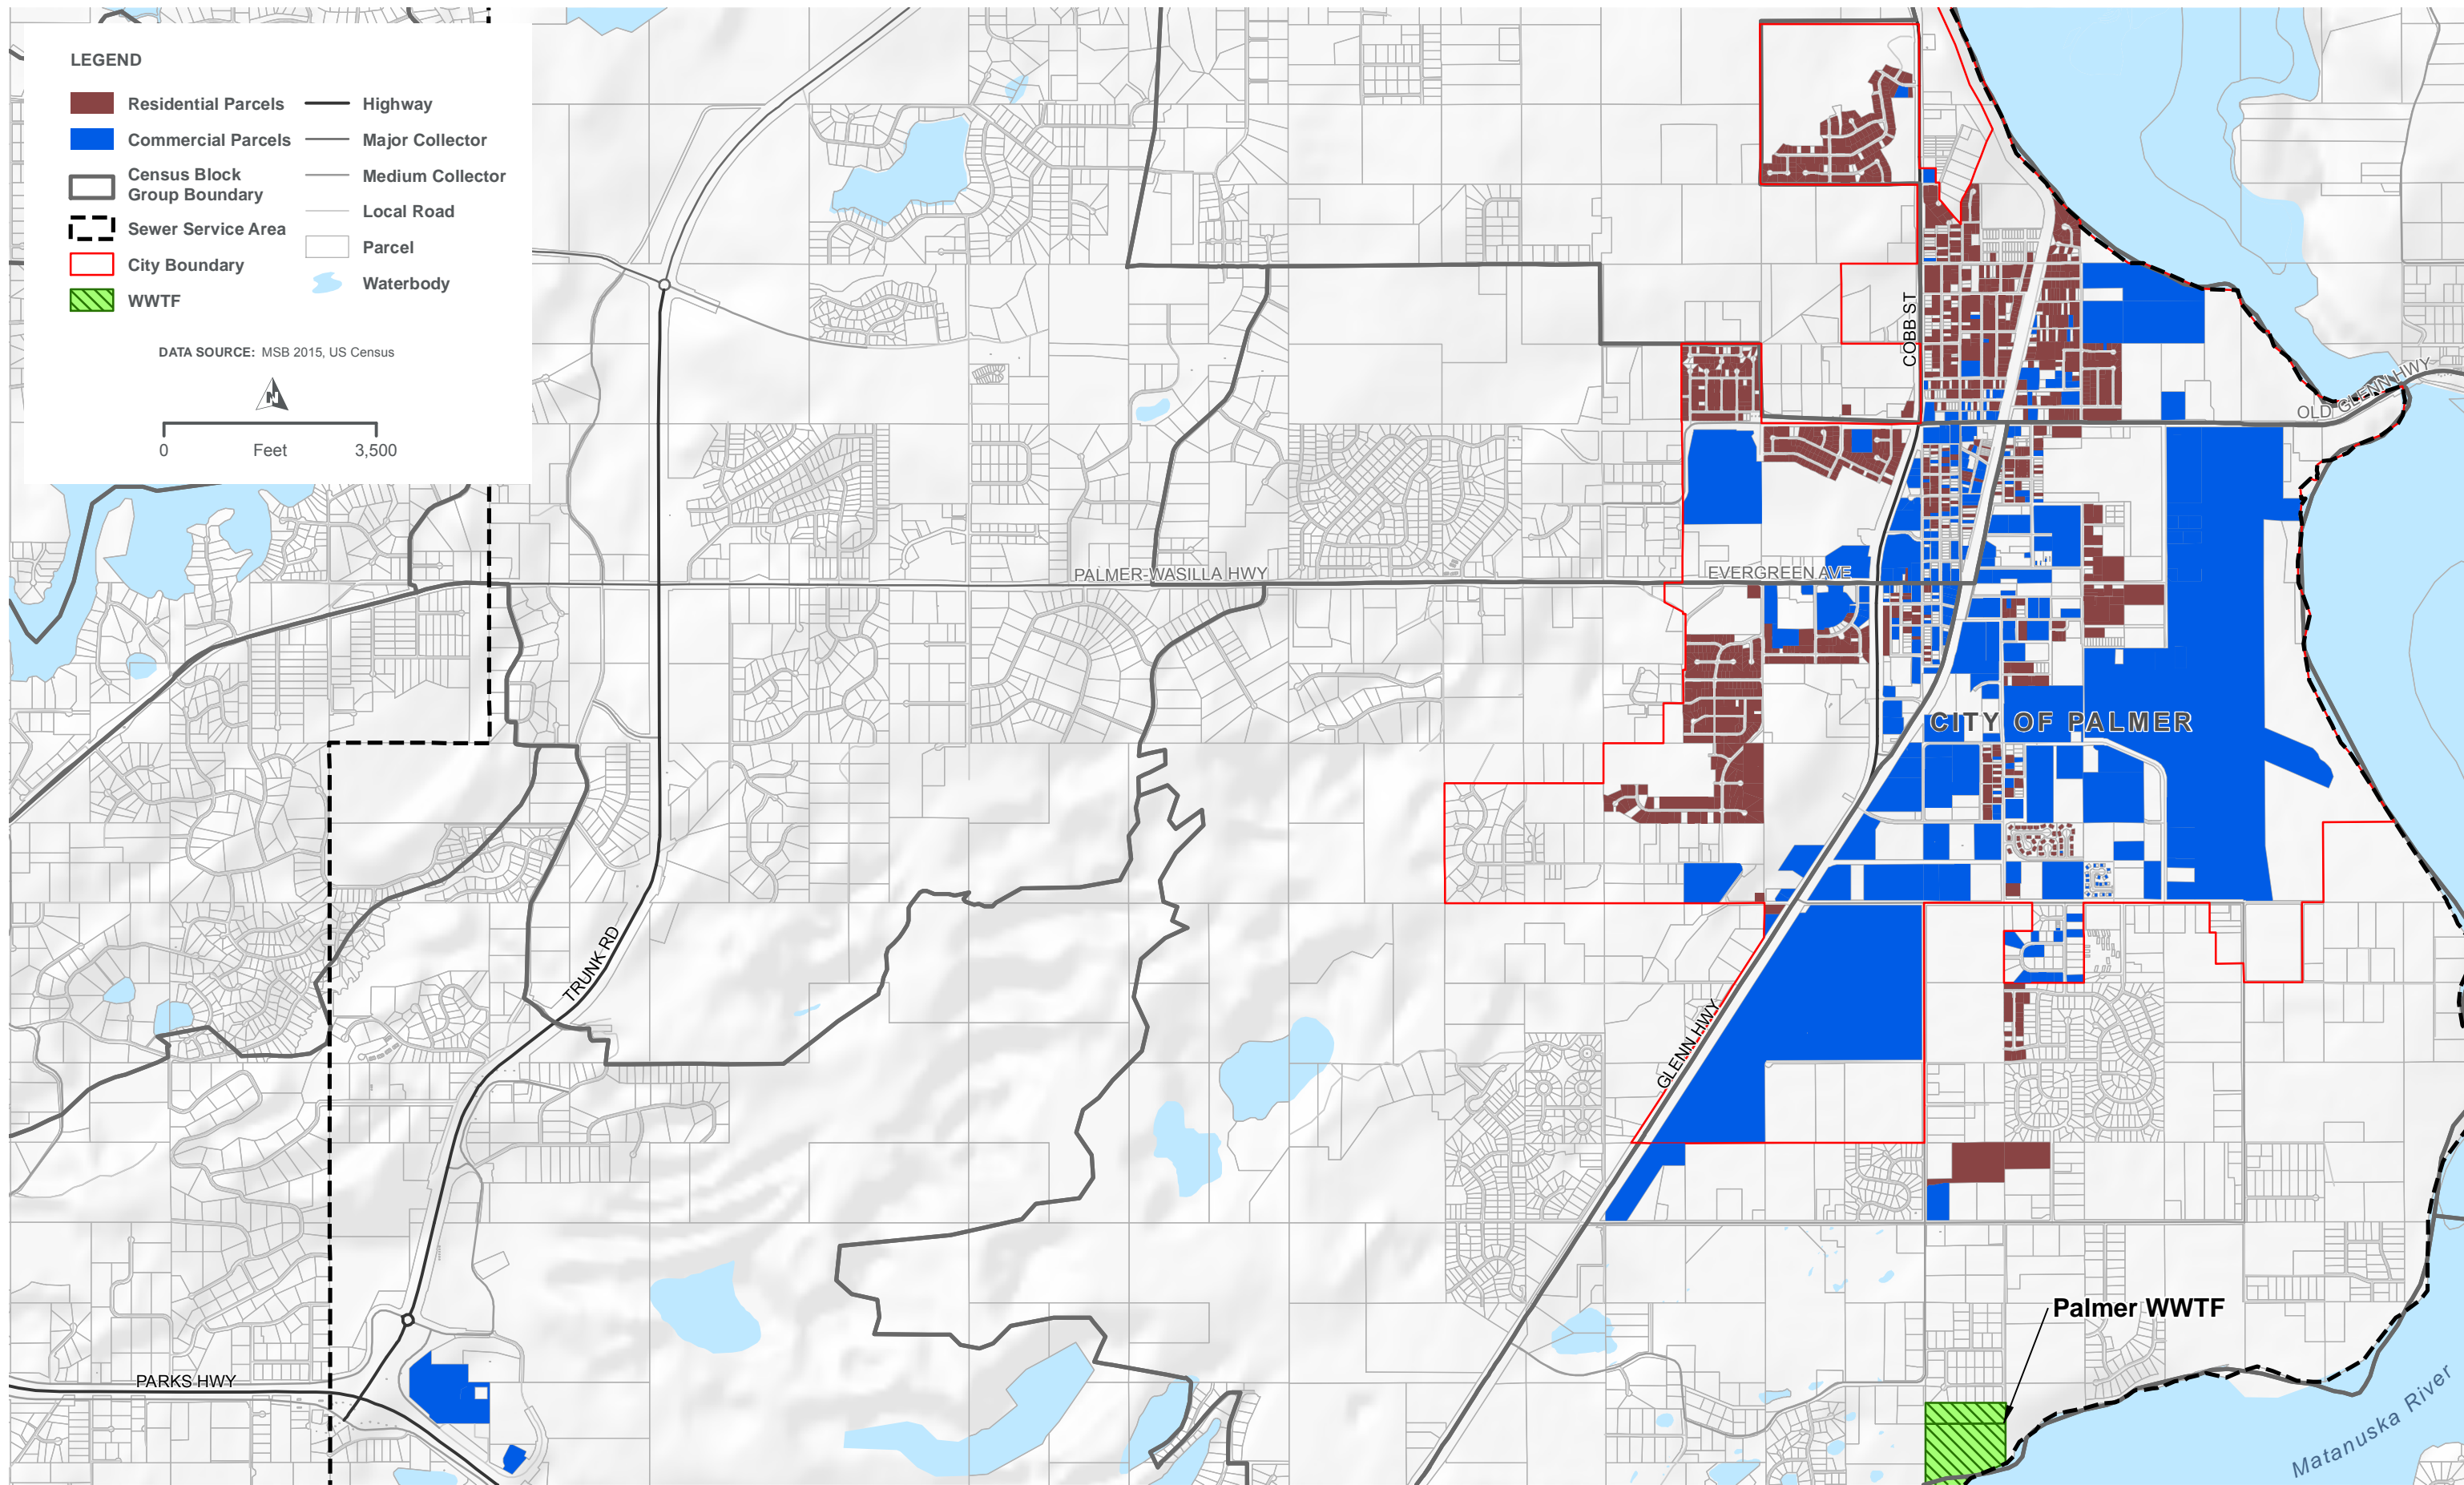 LEGEND
Residential Parcels
Commercial Parcels
Census Block
Group Boundary
Sewer Service Area
City Boundary
WWTF
Highway
Major Collector
Medium Collector
Local Road
Parcel
Waterbody
DATA SOURCE: MSB 2015, US Census
N
0 Feet 3,500
COBB ST
OLD GLENN HWY
PALMER-WASILLA HWY
EVERGREEN AVE
CITY OF PALMER
TRUNK RD
GLENN HWY
Palmer WWTF
PARKS HWY
Matanuska River